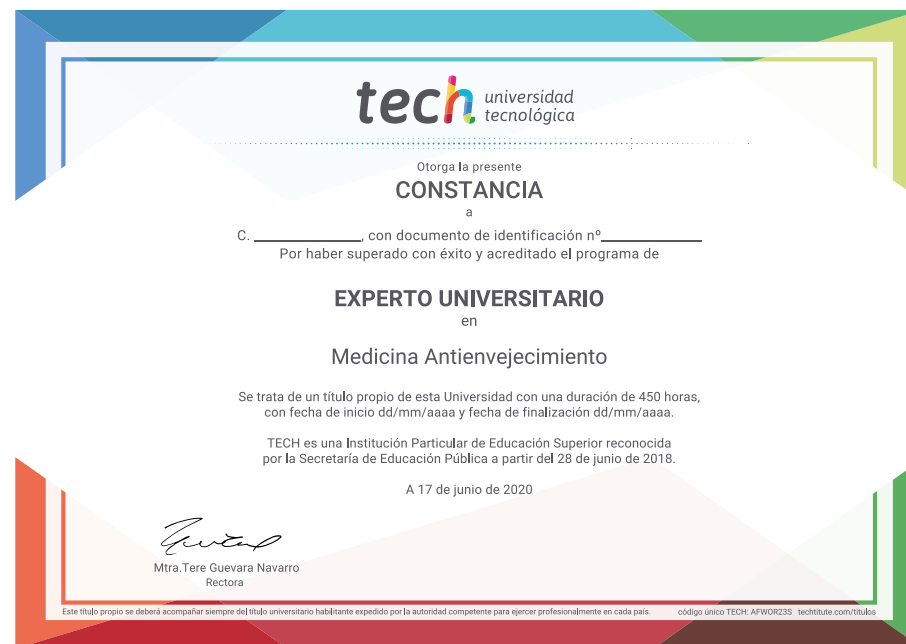 tech universidad
tecnológica
Otorga la presente
CONSTANCIA
a
C. ____________, con documento de identificación nº____________
Por haber superado con éxito y acreditado el programa de
EXPERTO UNIVERSITARIO
en
Medicina Antienvejecimiento
Se trata de un título propio de esta Universidad con una duración de 450 horas,
con fecha de inicio dd/mm/aaaa y fecha de finalización dd/mm/aaaa.
TECH es una Institución Particular de Educación Superior reconocida
por la Secretaría de Educación Pública a partir del 28 de junio de 2018.
A 17 de junio de 2020
Mtra.Tere Guevara Navarro
Rectora
Este título propio se deberá acompañar siempre del título universitario habilitante expedido por la autoridad competente para ejercer profesionalmente en cada país. código único TECH: AFWOR23S techtitute.com/titulos